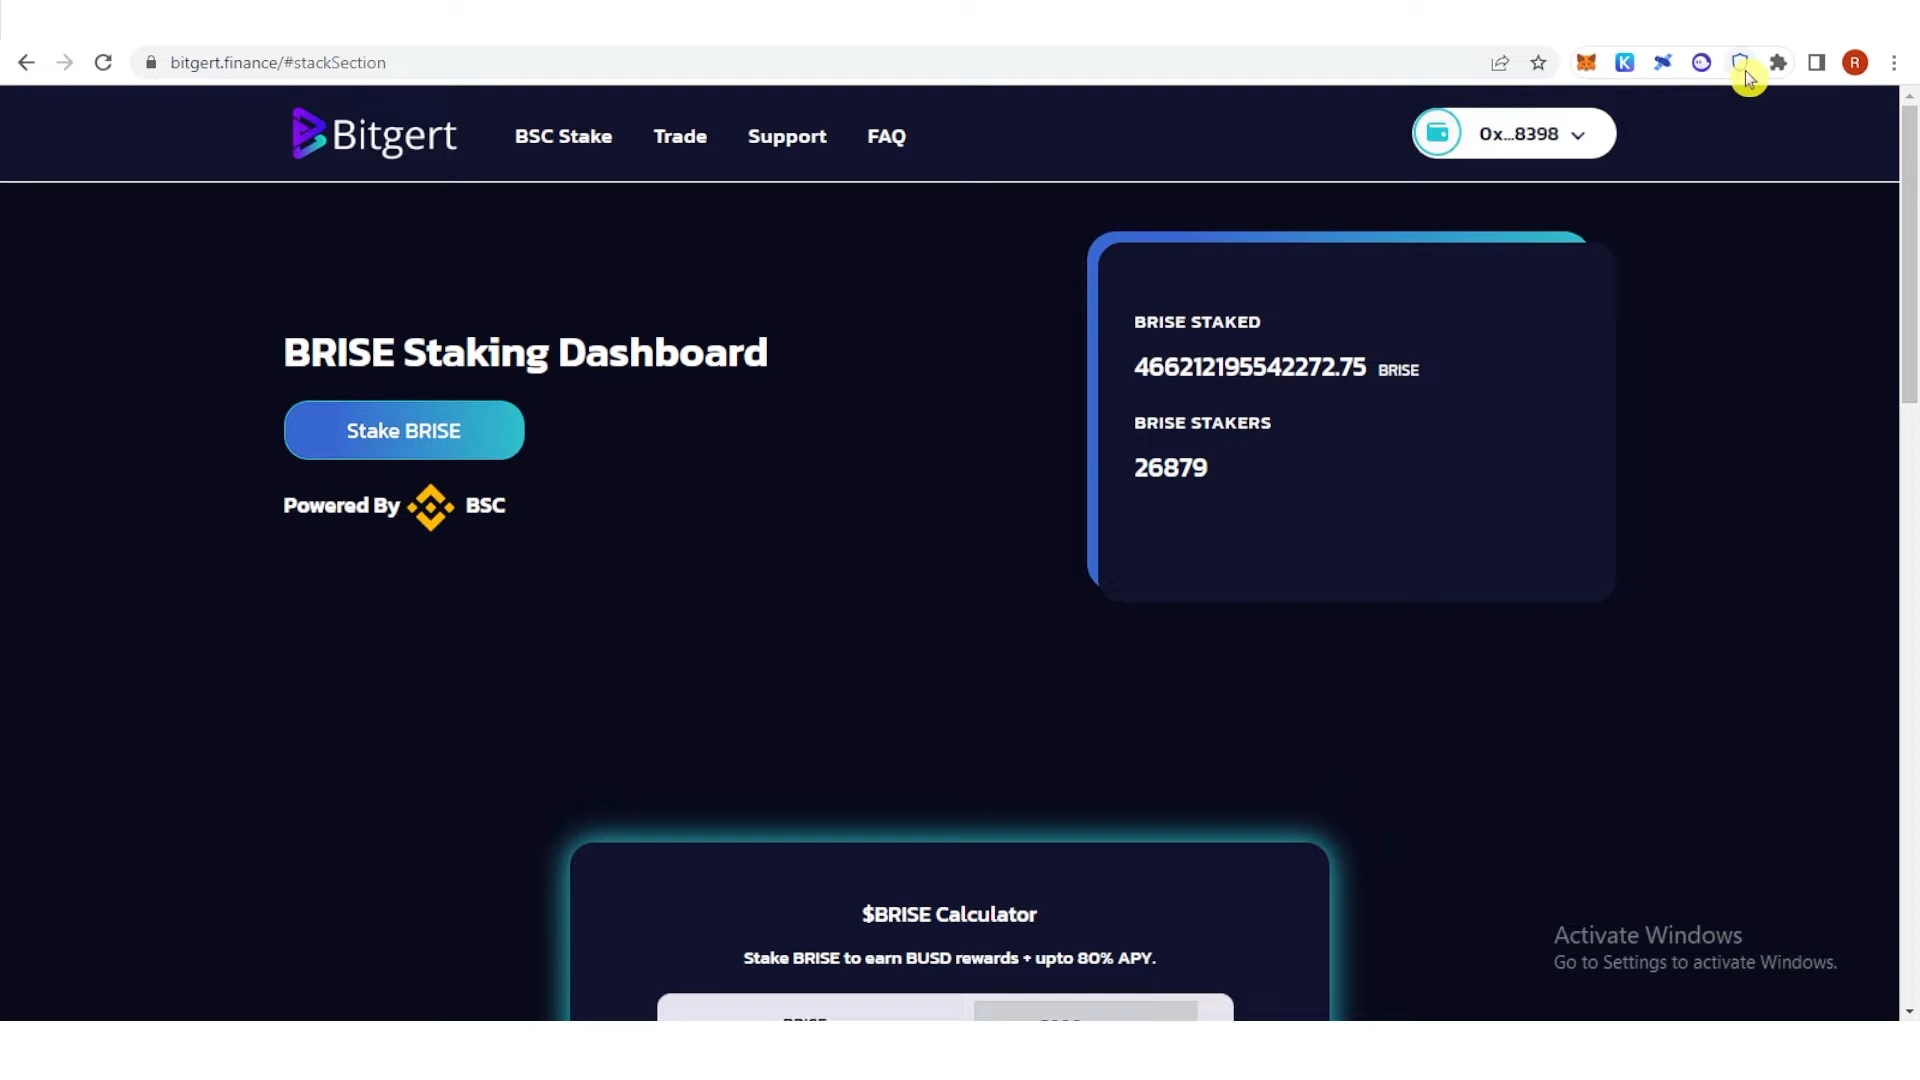 bitgert.finance/#stackSection
K
R
Bitgert
BSC Stake
Trade
Support
FAQ
0x...8398
BRISE STAKED
466212195542272.75 BRISE
BRISE STAKERS
26879
BRISE Staking Dashboard
Stake BRISE
Powered By BSC
$BRISE Calculator
Stake BRISE to earn BUSD rewards + upto 80% APY.
Activate Windows
Go to Settings to activate Windows.
BRISE